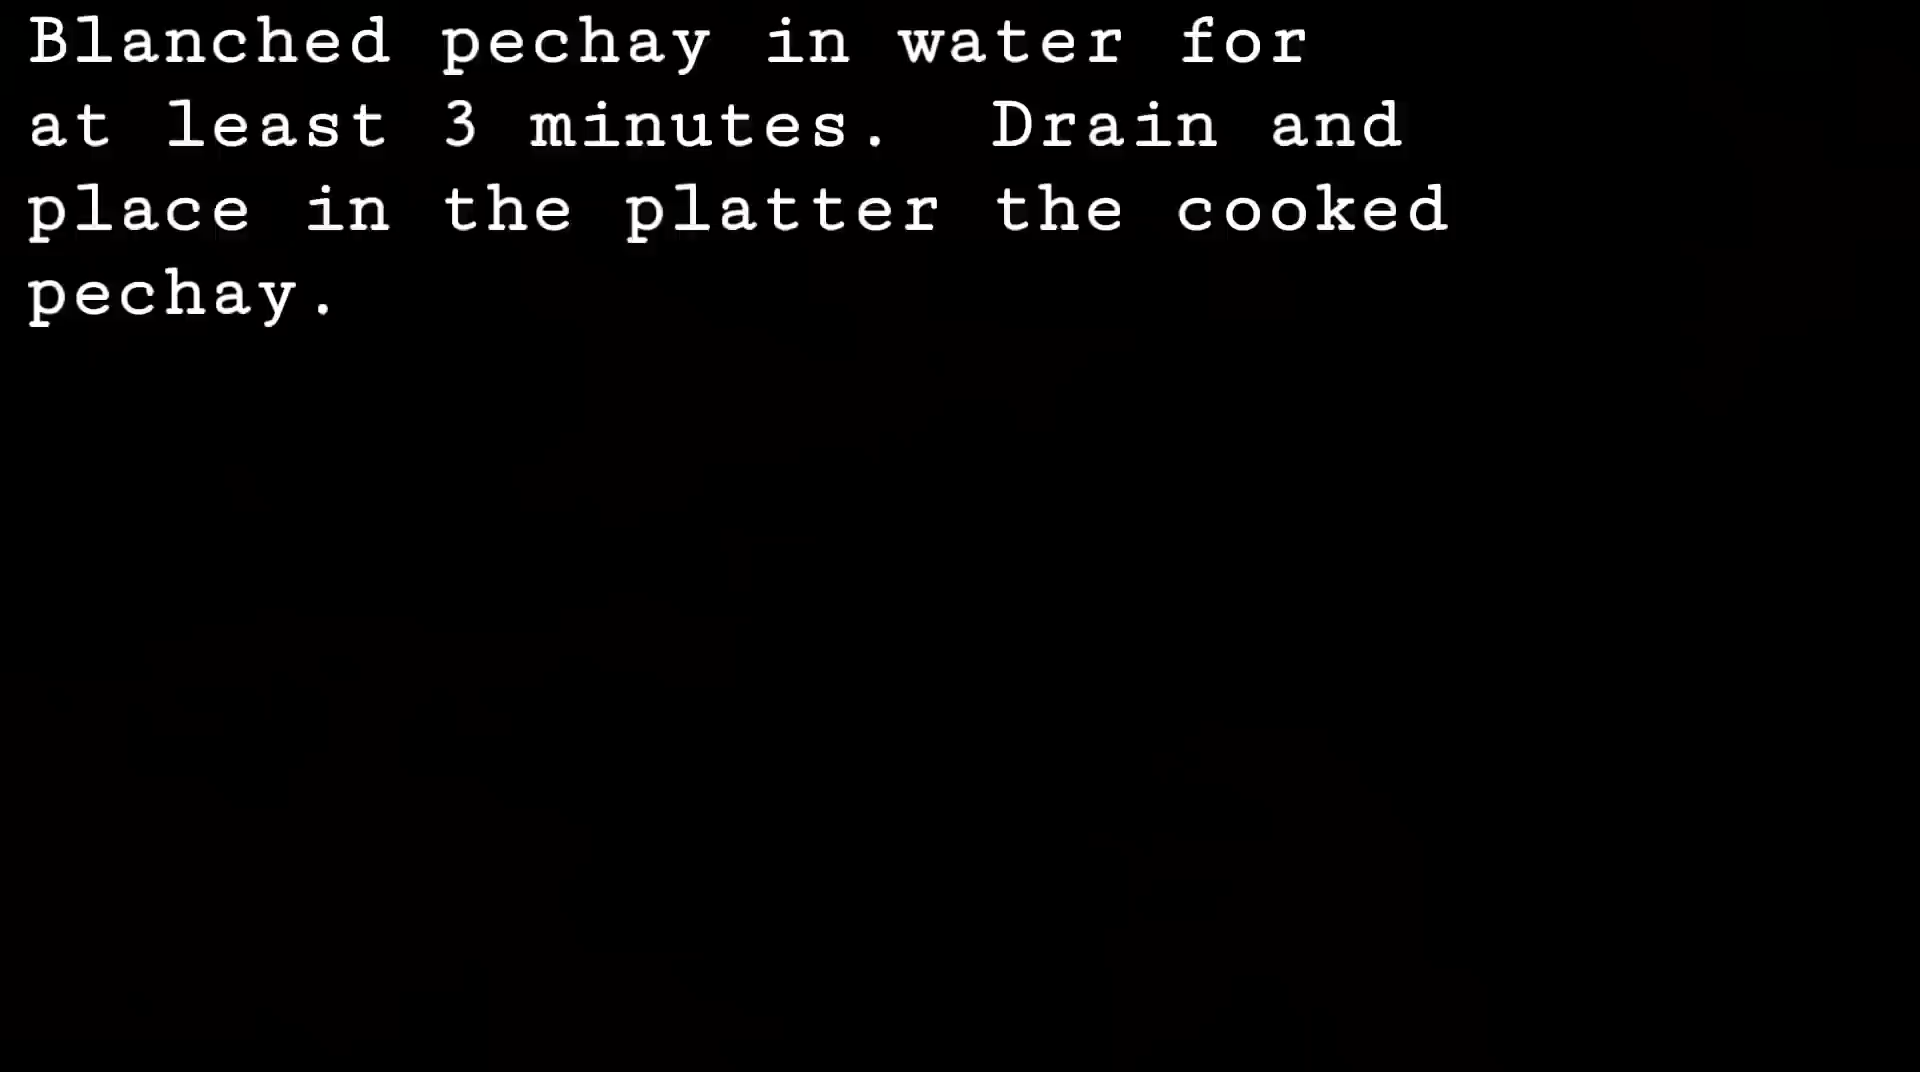 Blanched pechay in water for
at least 3 minutes.  Drain and
place in the platter the cooked
pechay.